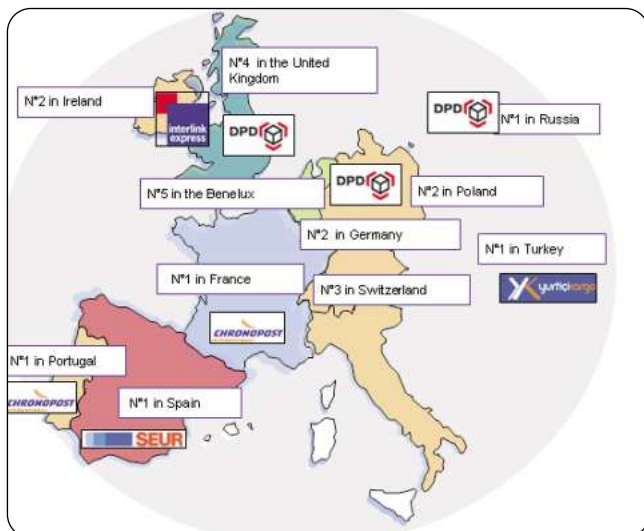 N°4 in the United
Kingdom
N°2 in Ireland
interlink
express
DPD
DPD
N°1 in Russia
N°5 in the Benelux
DPD
N°2 in Poland
N°2 in Germany
N°1 in Turkey
yurtiçikargo
N°1 in France
N°3 in Switzerland
CHRONOPOST
N°1 in Portugal
CHRONOPOST
N°1 in Spain
SEUR